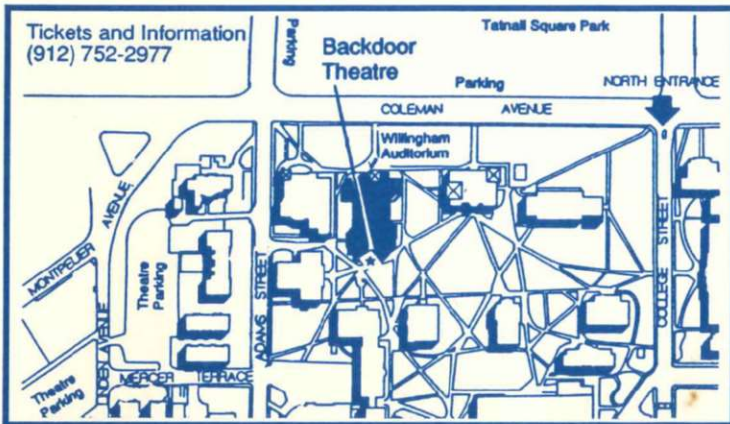 Tickets and Information
(912) 752-2977
Parking
Tatnall Square Park
Backdoor
Theatre
Parking
NORTH ENTRANCE
COLEMAN AVENUE
Willingham
Auditorium
MONTPELIER AVENUE
Theatre
Parking
ADAMS STREET
COLLEGE STREET
LINDEN AVENUE
MERCER TERRACE
Theatre
Parking